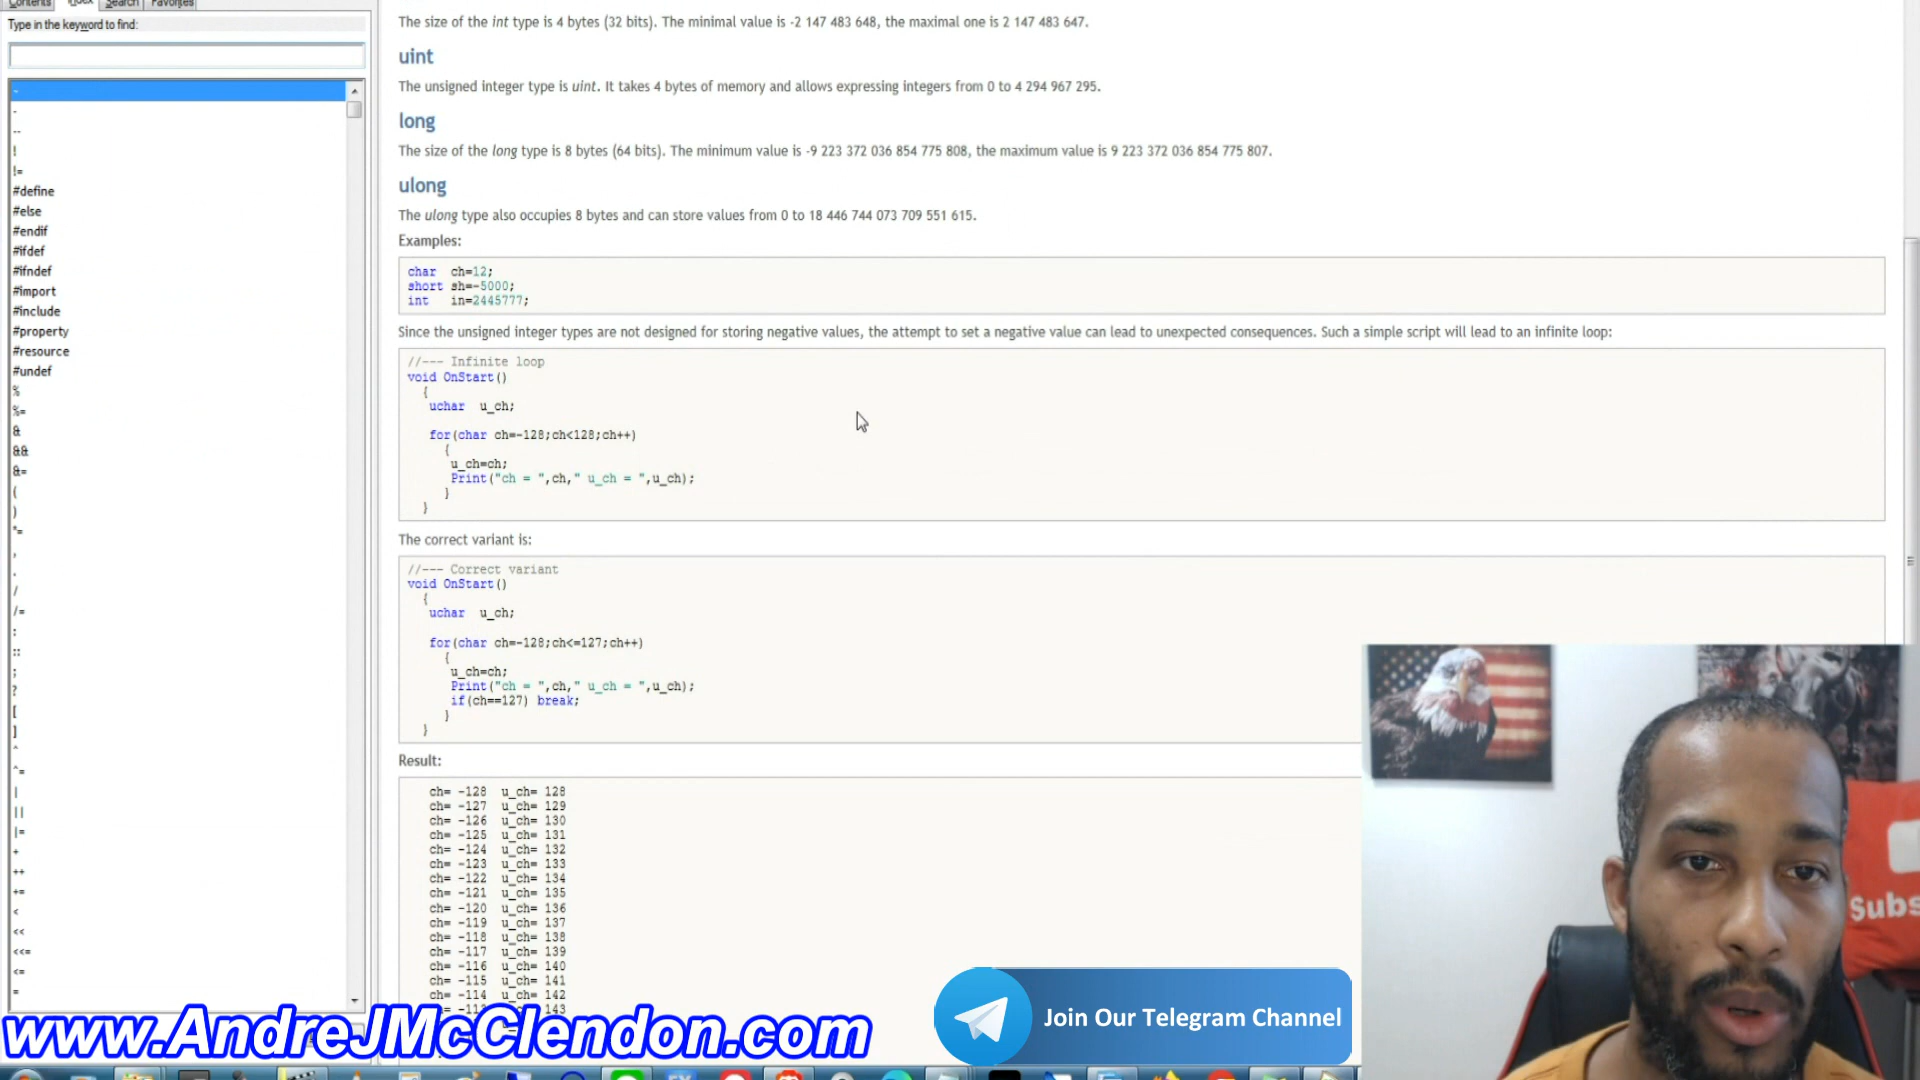 Contents Index Search Favorites
Type in the keyword to find:
-
-
--
!
!=
#define
#else
#endif
#ifdef
#ifndef
#import
#include
#property
#resource
#undef
%
%=
&
&&
&=
(
)
*=
,
.
/
/=
:
::
;
?
[
]
^
^=
|
||
|=
+
++
+=
<
<<
<<=
<=
=
The size of the int type is 4 bytes (32 bits). The minimal value is -2 147 483 648, the maximal one is 2 147 483 647.
uint
The unsigned integer type is uint. It takes 4 bytes of memory and allows expressing integers from 0 to 4 294 967 295.
long
The size of the long type is 8 bytes (64 bits). The minimum value is -9 223 372 036 854 775 808, the maximum value is 9 223 372 036 854 775 807.
ulong
The ulong type also occupies 8 bytes and can store values from 0 to 18 446 744 073 709 551 615.
Examples:
char ch=12;
short sh=-5000;
int in=2445777;
Since the unsigned integer types are not designed for storing negative values, the attempt to set a negative value can lead to unexpected consequences. Such a simple script will lead to an infinite loop:
//--- Infinite loop
void OnStart()
{
uchar u_ch;
for(char ch=-128;ch<128;ch++)
{
u_ch=ch;
Print("ch = ",ch," u_ch = ",u_ch);
}
}
The correct variant is:
//--- Correct variant
void OnStart()
{
uchar u_ch;
for(char ch=-128;ch<=127;ch++)
{
u_ch=ch;
Print("ch = ",ch," u_ch = ",u_ch);
if(ch==127) break;
}
}
Result:
ch= -128 u_ch= 128
ch= -127 u_ch= 129
ch= -126 u_ch= 130
ch= -125 u_ch= 131
ch= -124 u_ch= 132
ch= -123 u_ch= 133
ch= -122 u_ch= 134
ch= -121 u_ch= 135
ch= -120 u_ch= 136
ch= -119 u_ch= 137
ch= -118 u_ch= 138
ch= -117 u_ch= 139
ch= -116 u_ch= 140
ch= -115 u_ch= 141
ch= -114 u_ch= 142
u_ch= 143
Subs
www.AndreJMcClendon.com
Join Our Telegram Channel